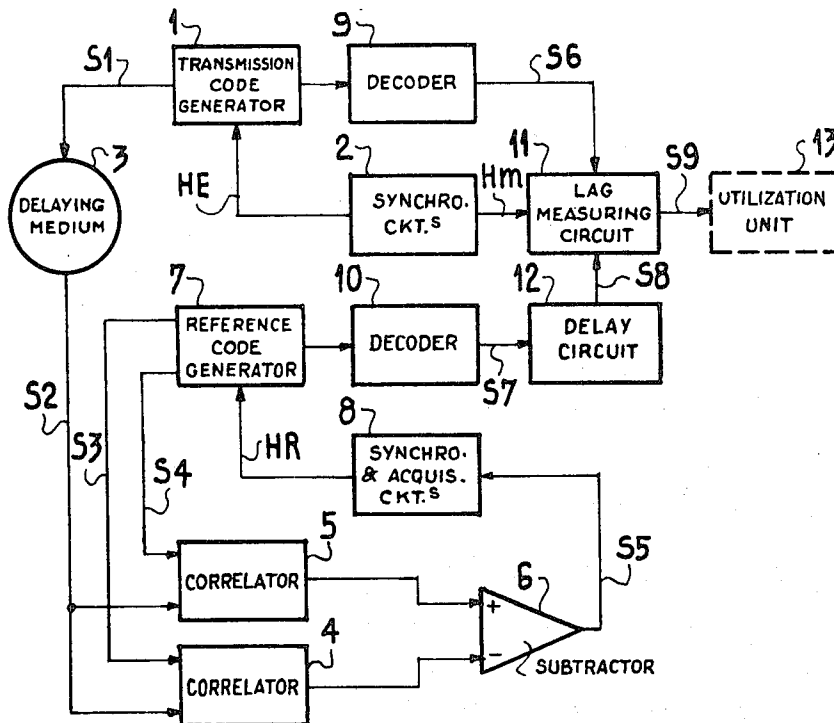 1
9
S1
TRANSMISSION
CODE
GENERATOR
DECODER
S6
3
2
11
13
DELAYING
MEDIUM
HE
SYNCHRO.
CKT.S
Hm
LAG
MEASURING
CIRCUIT
S9
UTILIZATION
UNIT
7
10
12
S8
REFERENCE
CODE
GENERATOR
DECODER
S7
DELAY
CIRCUIT
S2
S3
S4
HR
8
SYNCHRO.
& ACQUIS.
CKT.S
S5
5
CORRELATOR
6
+
−
SUBTRACTOR
4
CORRELATOR